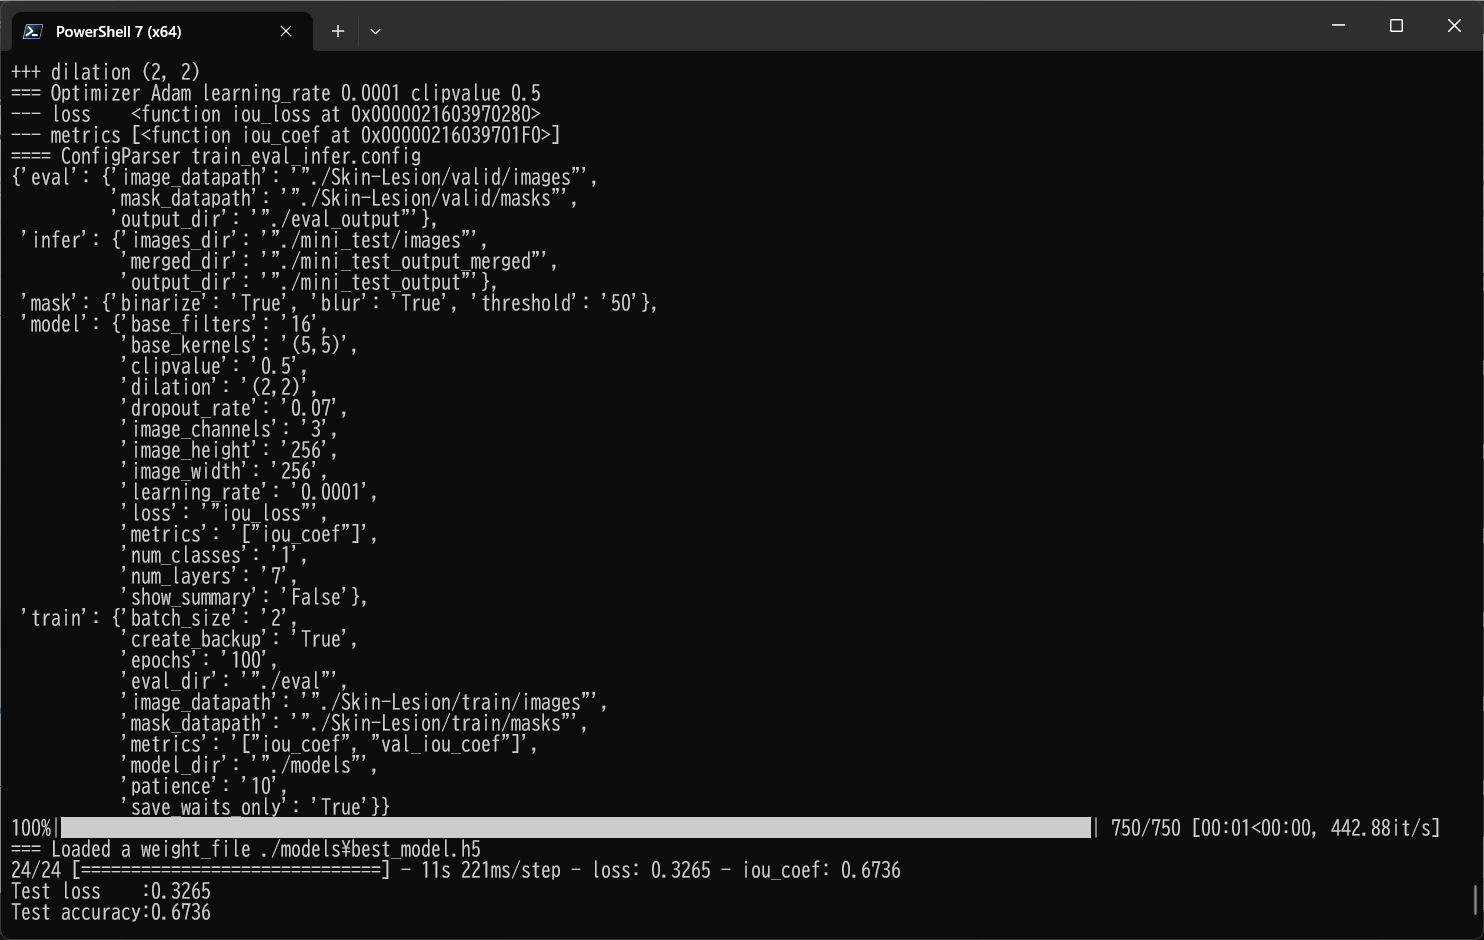 PowerShell 7 (x64)
+++ dilation (2, 2)
=== Optimizer Adam learning_rate 0.0001 clipvalue 0.5
--- loss    <function iou_loss at 0x0000021603970280>
--- metrics [<function iou_coef at 0x00000216039701F0>]
==== ConfigParser train_eval_infer.config
{'eval': {'image_datapath': '"./Skin-Lesion/valid/images"',
          'mask_datapath': '"./Skin-Lesion/valid/masks"',
          'output_dir': '"./eval_output"'},
 'infer': {'images_dir': '"./mini_test/images"',
           'merged_dir': '"./mini_test_output_merged"',
           'output_dir': '"./mini_test_output"'},
 'mask': {'binarize': 'True', 'blur': 'True', 'threshold': '50'},
 'model': {'base_filters': '16',
           'base_kernels': '(5,5)',
           'clipvalue': '0.5',
           'dilation': '(2,2)',
           'dropout_rate': '0.07',
           'image_channels': '3',
           'image_height': '256',
           'image_width': '256',
           'learning_rate': '0.0001',
           'loss': '"iou_loss"',
           'metrics': '["iou_coef"]',
           'num_classes': '1',
           'num_layers': '7',
           'show_summary': 'False'},
 'train': {'batch_size': '2',
           'create_backup': 'True',
           'epochs': '100',
           'eval_dir': '"./eval"',
           'image_datapath': '"./Skin-Lesion/train/images"',
           'mask_datapath': '"./Skin-Lesion/train/masks"',
           'metrics': '["iou_coef", "val_iou_coef"]',
           'model_dir': '"./models"',
           'patience': '10',
           'save_waits_only': 'True'}}
100%| | 750/750 [00:01<00:00, 442.88it/s]
=== Loaded a weight_file ./models¥best_model.h5
24/24 [==============================] - 11s 221ms/step - loss: 0.3265 - iou_coef: 0.6736
Test loss    :0.3265
Test accuracy:0.6736